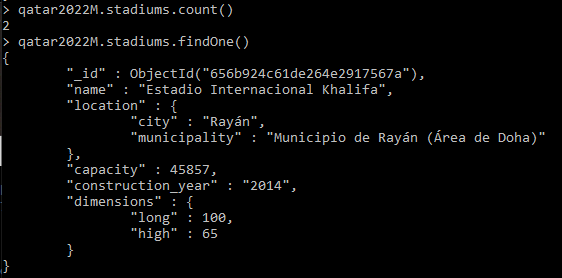 > qatar2022M.stadiums.count()
2
> qatar2022M.stadiums.findOne()
{
        "_id" : ObjectId("656b924c61de264e2917567a"),
        "name" : "Estadio Internacional Khalifa",
        "location" : {
                "city" : "Rayán",
                "municipality" : "Municipio de Rayán (Área de Doha)"
        },
        "capacity" : 45857,
        "construction_year" : "2014",
        "dimensions" : {
                "long" : 100,
                "high" : 65
        }
}